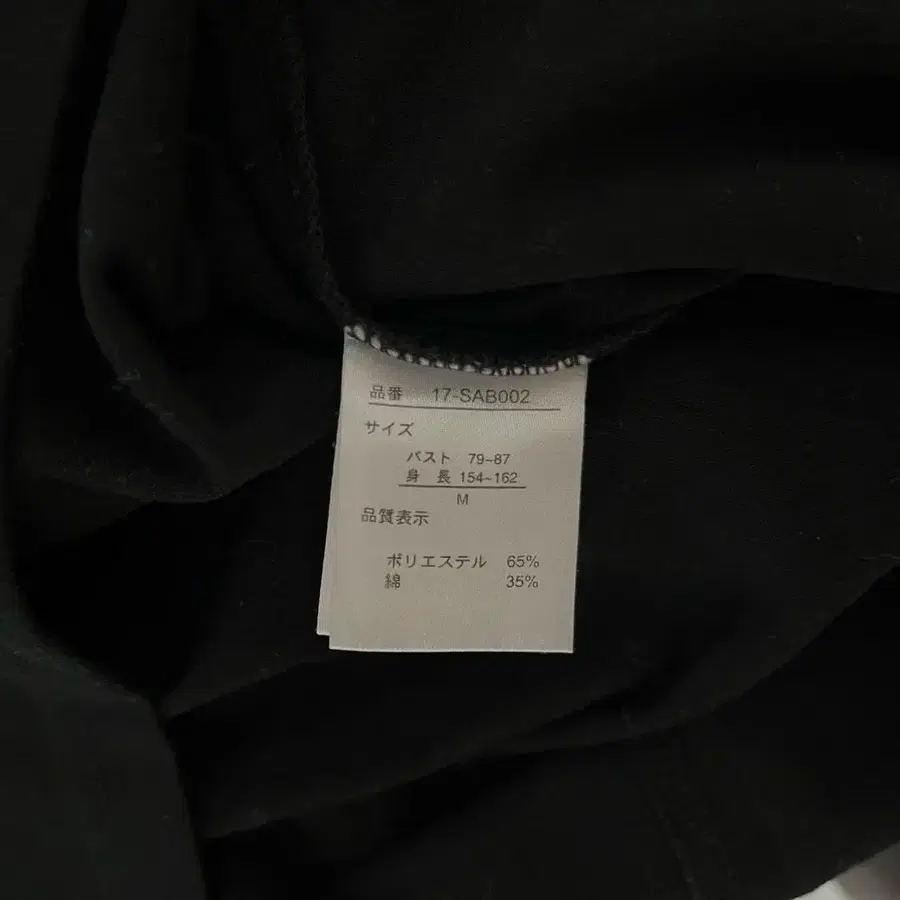 品番 17-SAB002
サイズ
バスト 79~87
身 長 154~162
M
品質表示
ポリエステル 65%
綿 35%